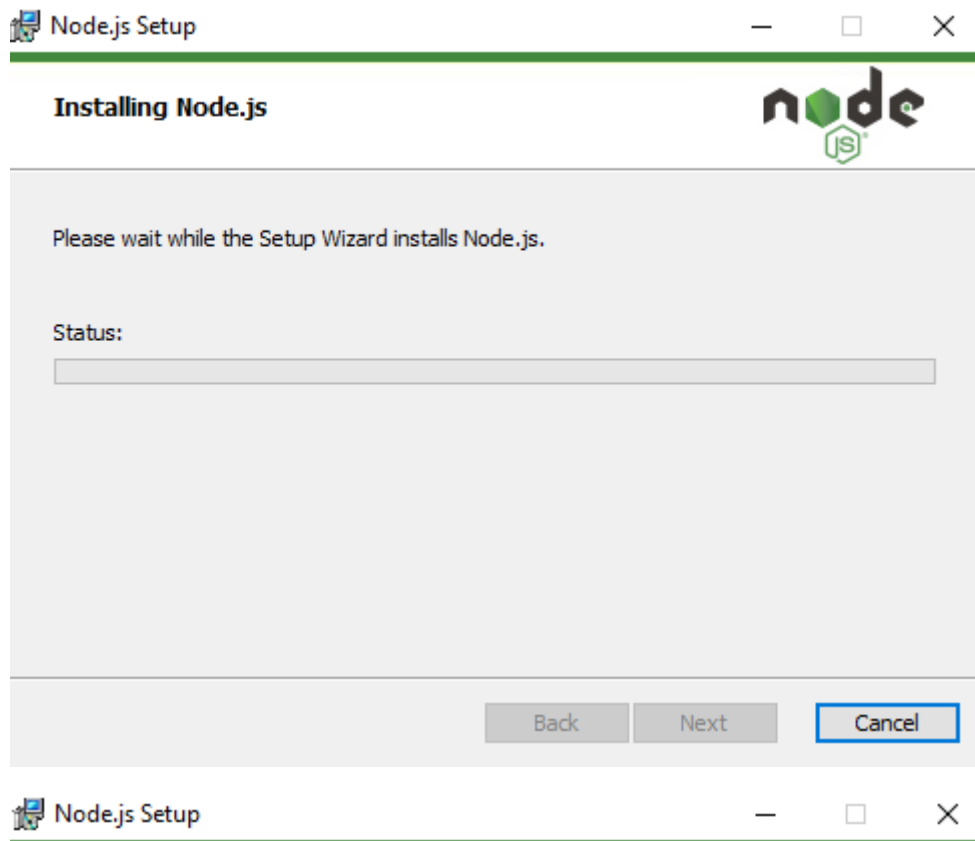 Node.js Setup
Installing Node.js
node
JS
Please wait while the Setup Wizard installs Node.js.
Status:
Back Next Cancel
Node.js Setup